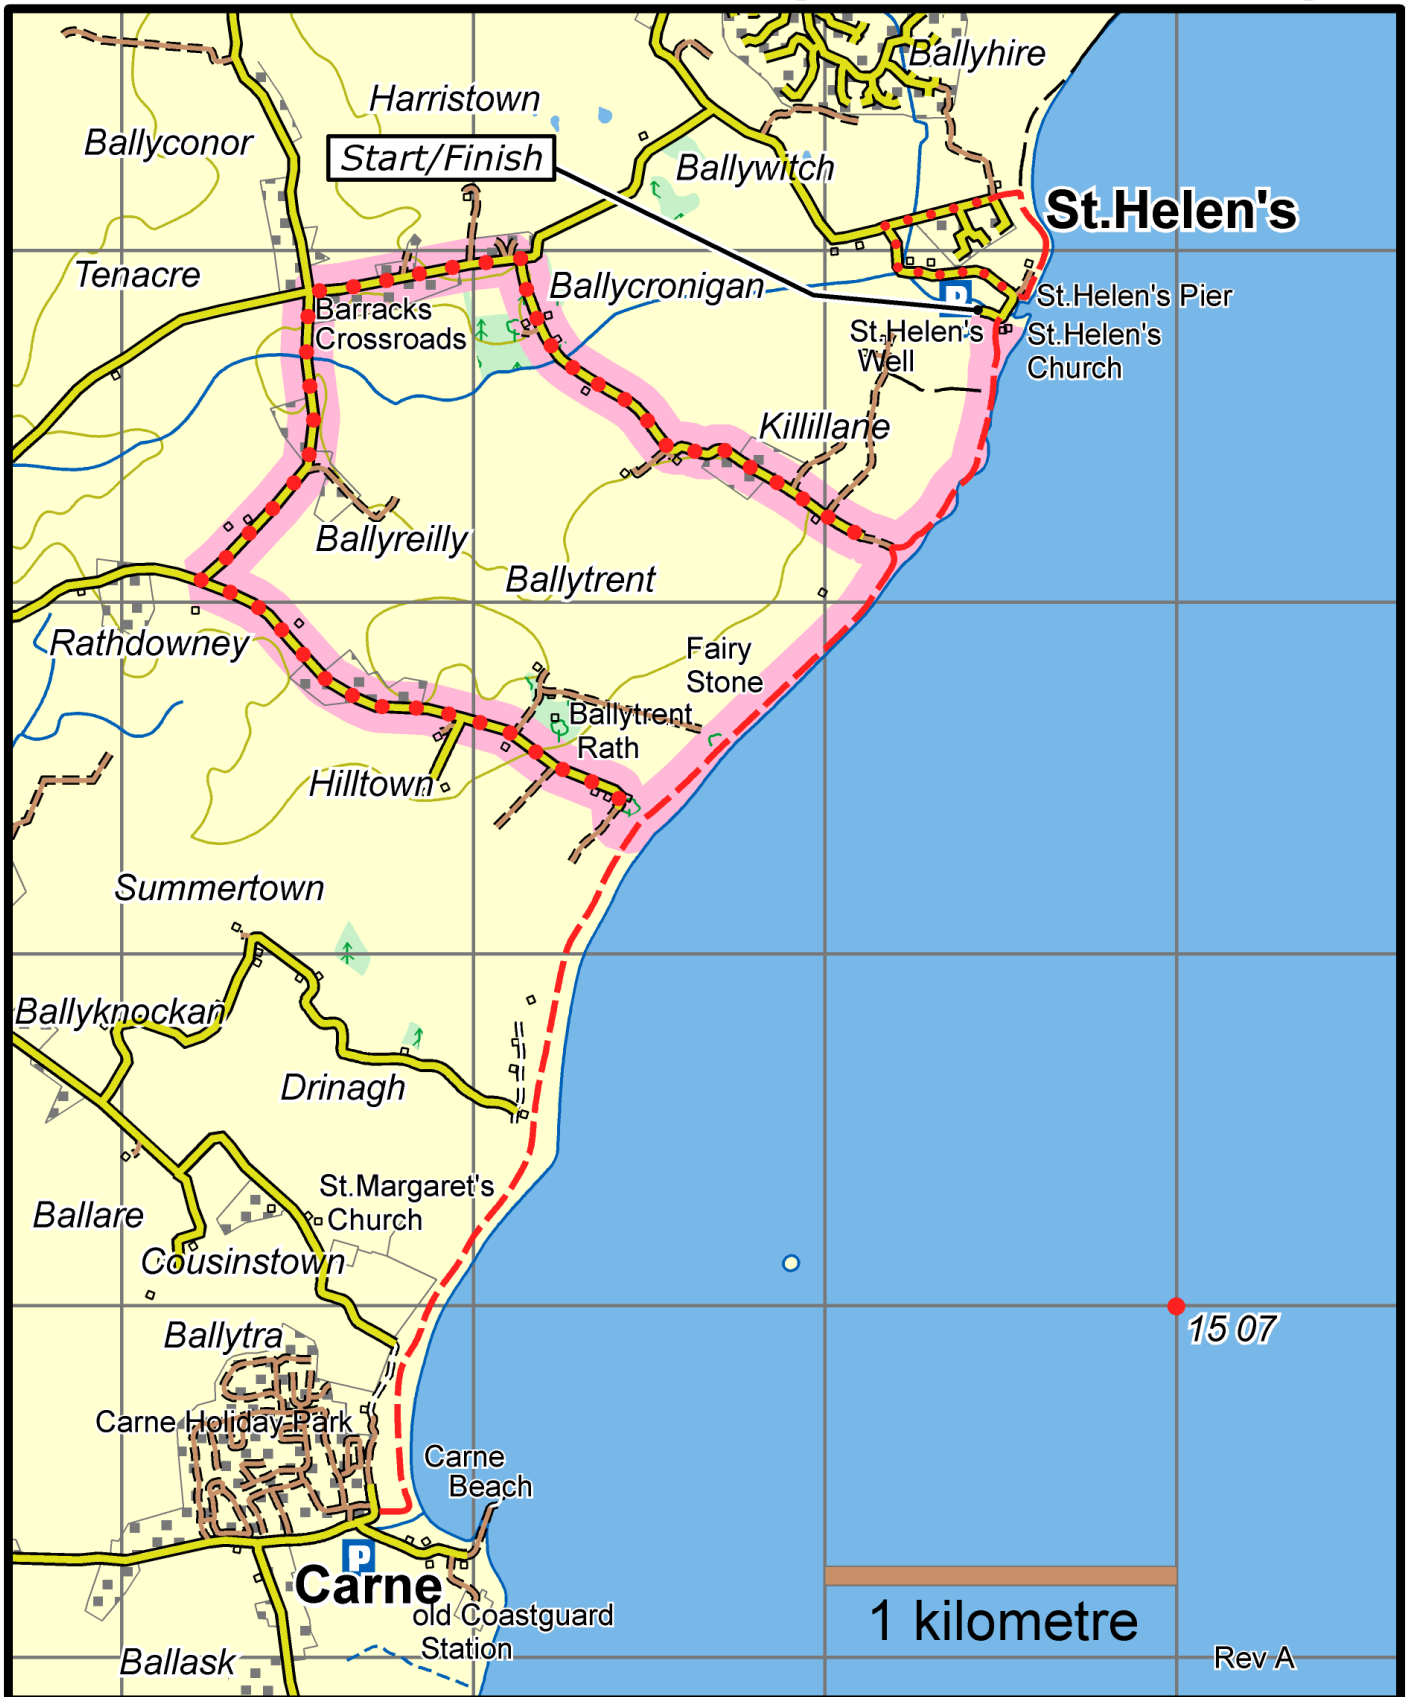 Ballyhire
Harristown
Ballyconor
Start/Finish
Ballywitch
St.Helen's
Tenacre
Ballycronigan
P
St.Helen's Pier
Barracks
Crossroads
St.Helen's
Well
St.Helen's
Church
Killillane
Ballyreilly
Ballytrent
Rathdowney
Fairy
Stone
Ballytrent
Rath
Hilltown
Summertown
Ballyknockan
Drinagh
St.Margaret's
Church
Ballare
Cousinstown
15 07
Ballytra
Carne Holiday Park
Carne
Beach
P
Carne
old Coastguard
Station
1 kilometre
Ballask
Rev A